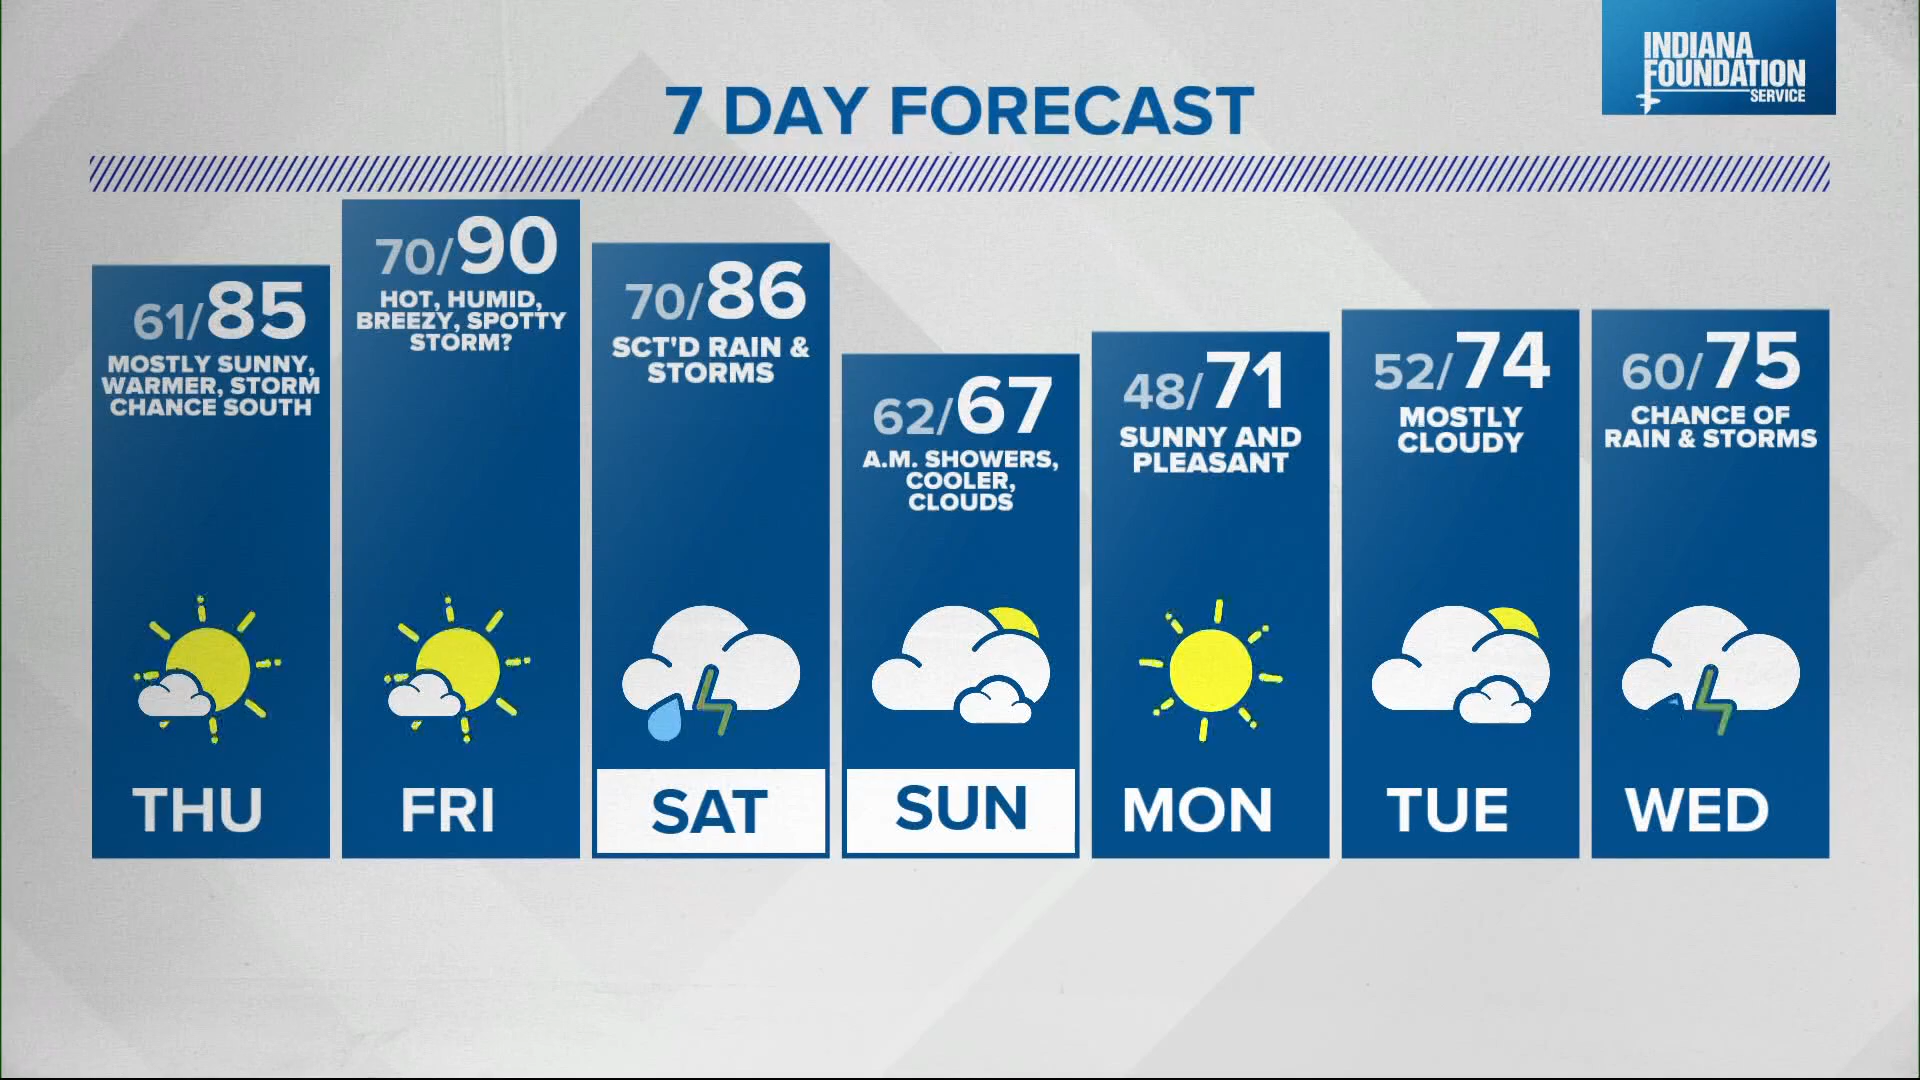 INDIANA
FOUNDATION
SERVICE
7 DAY FORECAST
61/85
MOSTLY SUNNY,
WARMER, STORM
CHANCE SOUTH
THU
70/90
HOT, HUMID,
BREEZY, SPOTTY
STORM?
FRI
70/86
SCT'D RAIN &
STORMS
SAT
62/67
A.M. SHOWERS,
COOLER,
CLOUDS
SUN
48/71
SUNNY AND
PLEASANT
MON
52/74
MOSTLY
CLOUDY
TUE
60/75
CHANCE OF
RAIN & STORMS
WED